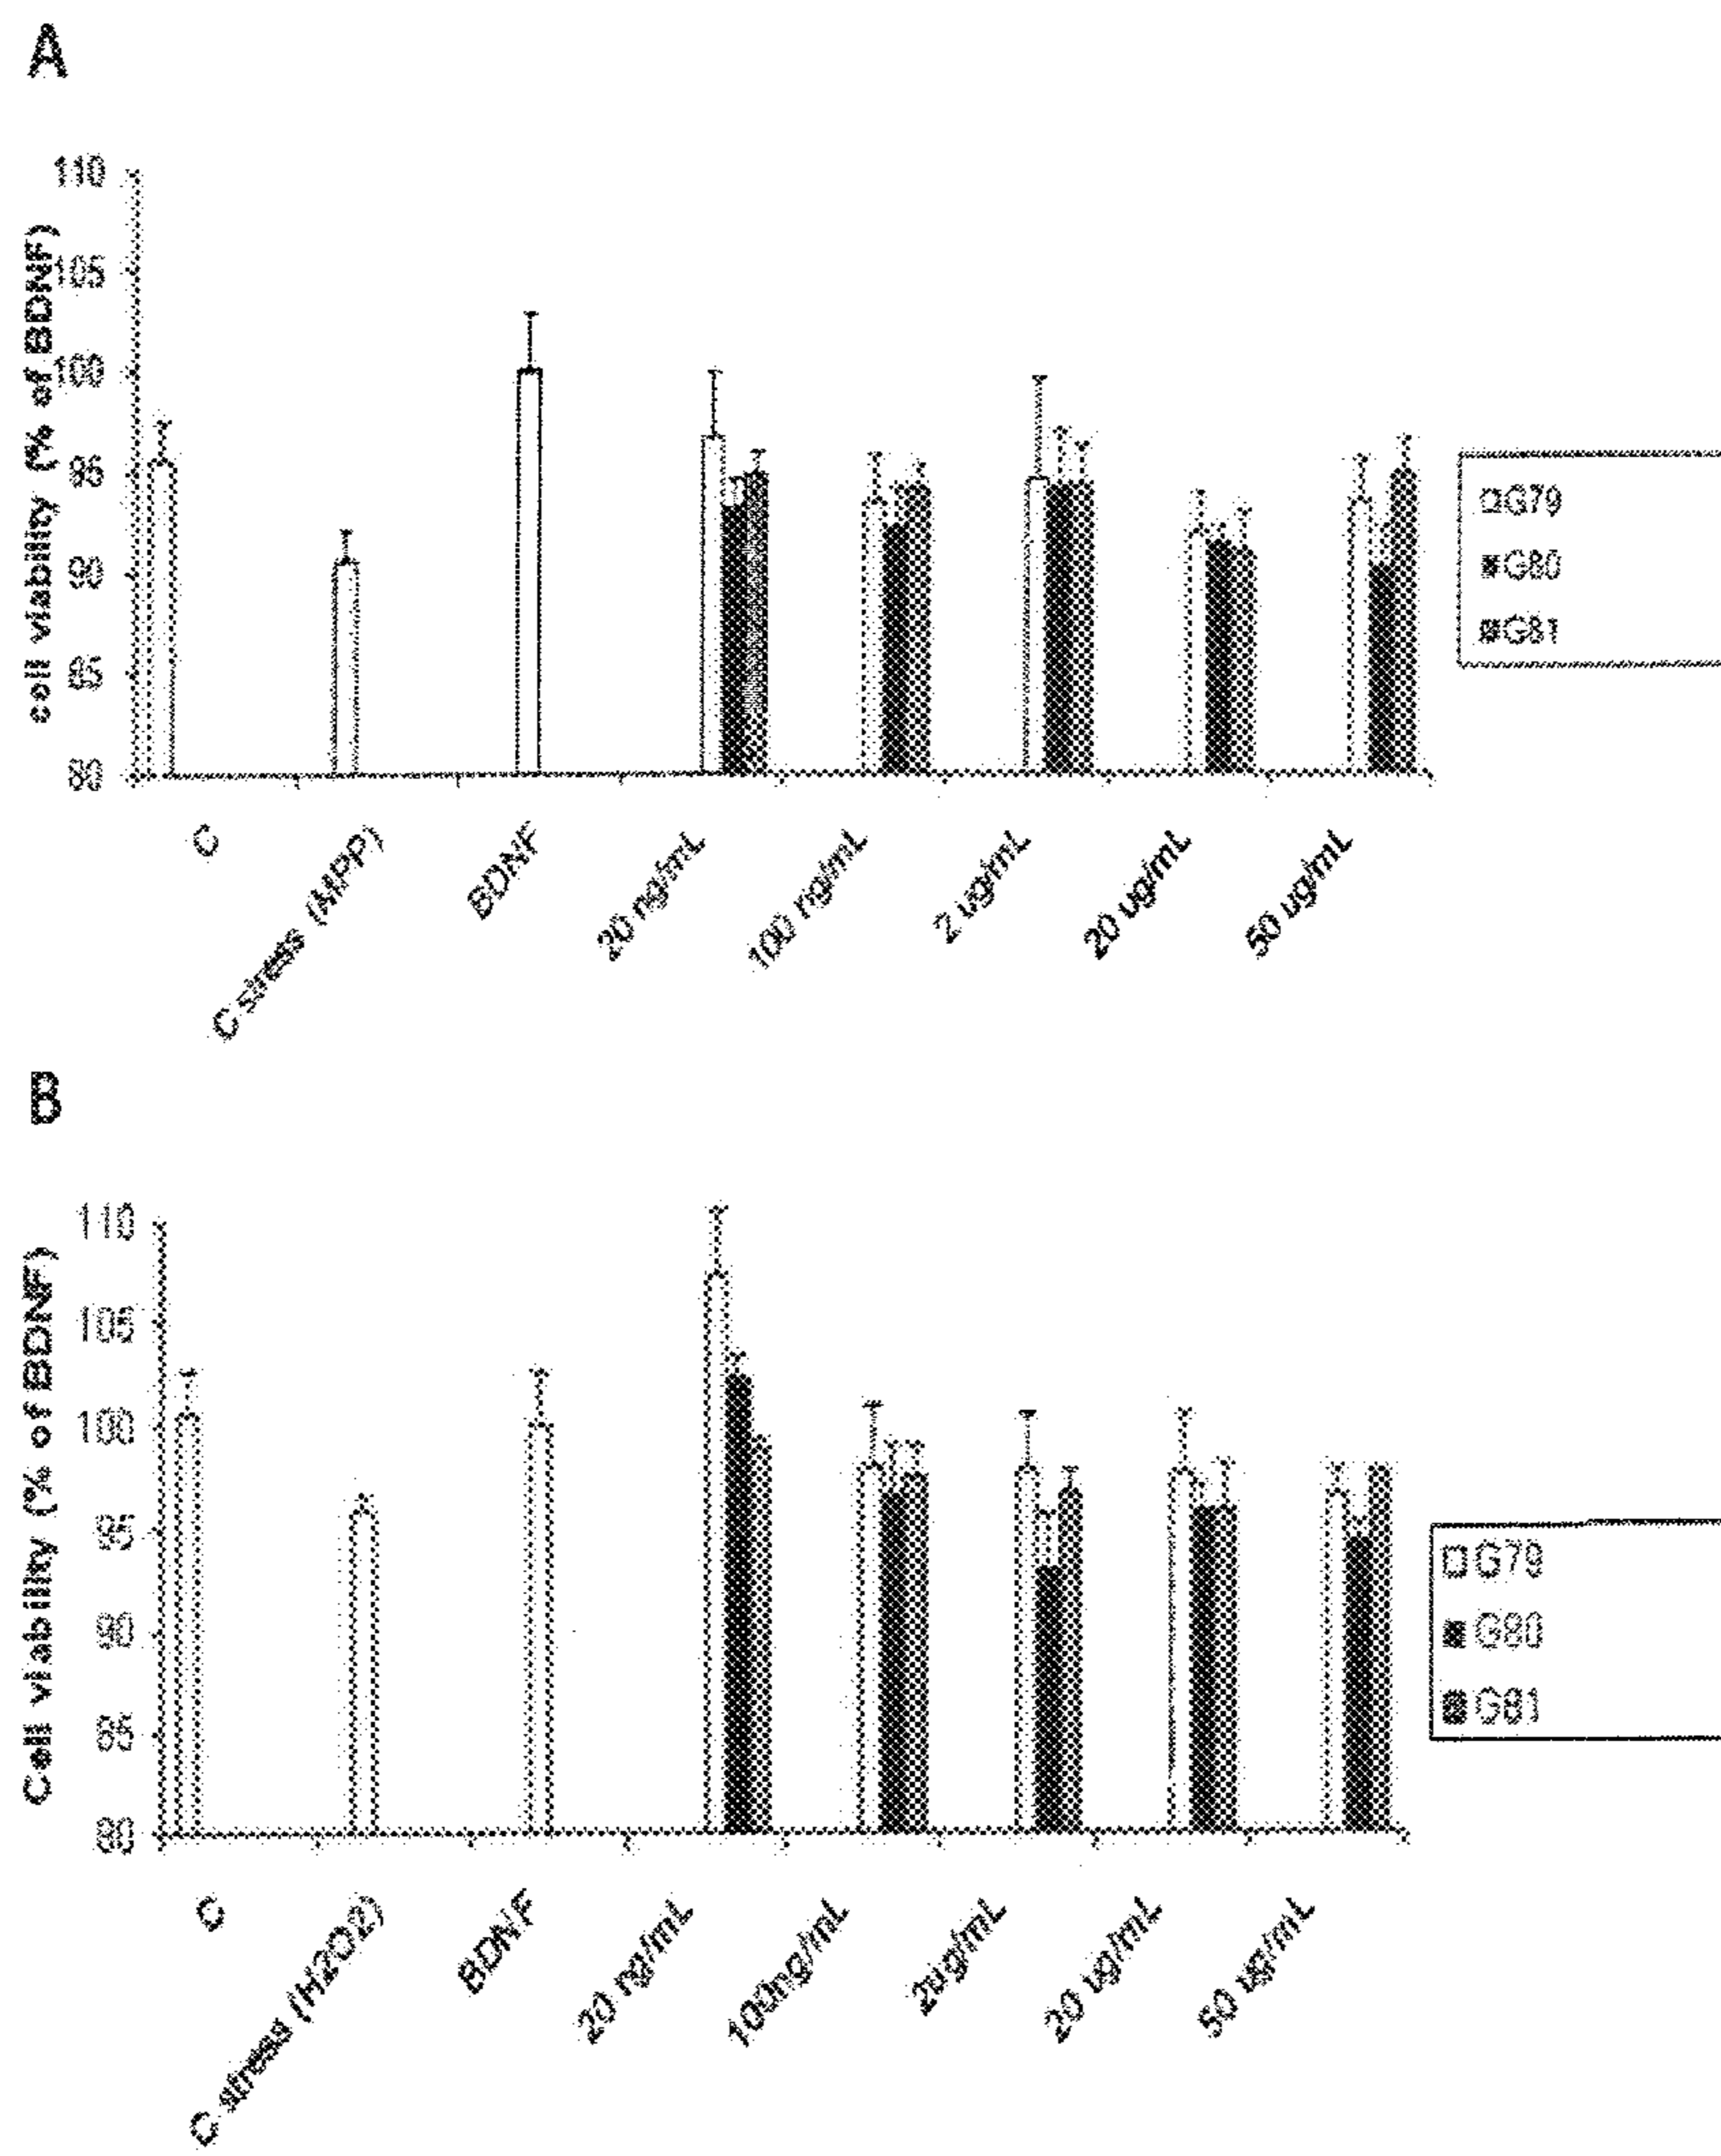 A
110
105
100
95
90
85
80
cell viability (% of BDNF)
C
C stress (MPP)
BDNF
20 ng/mL
100 ng/mL
2 ug/mL
20 ug/mL
50 ug/mL
G79
G80
G81
B
110
105
100
95
90
85
80
Cell viability (% of BDNF)
C
C stress (H2O2)
BDNF
20 ng/mL
100ng/mL
2ug/mL
20 ug/mL
50 ug/mL
G79
G80
G81